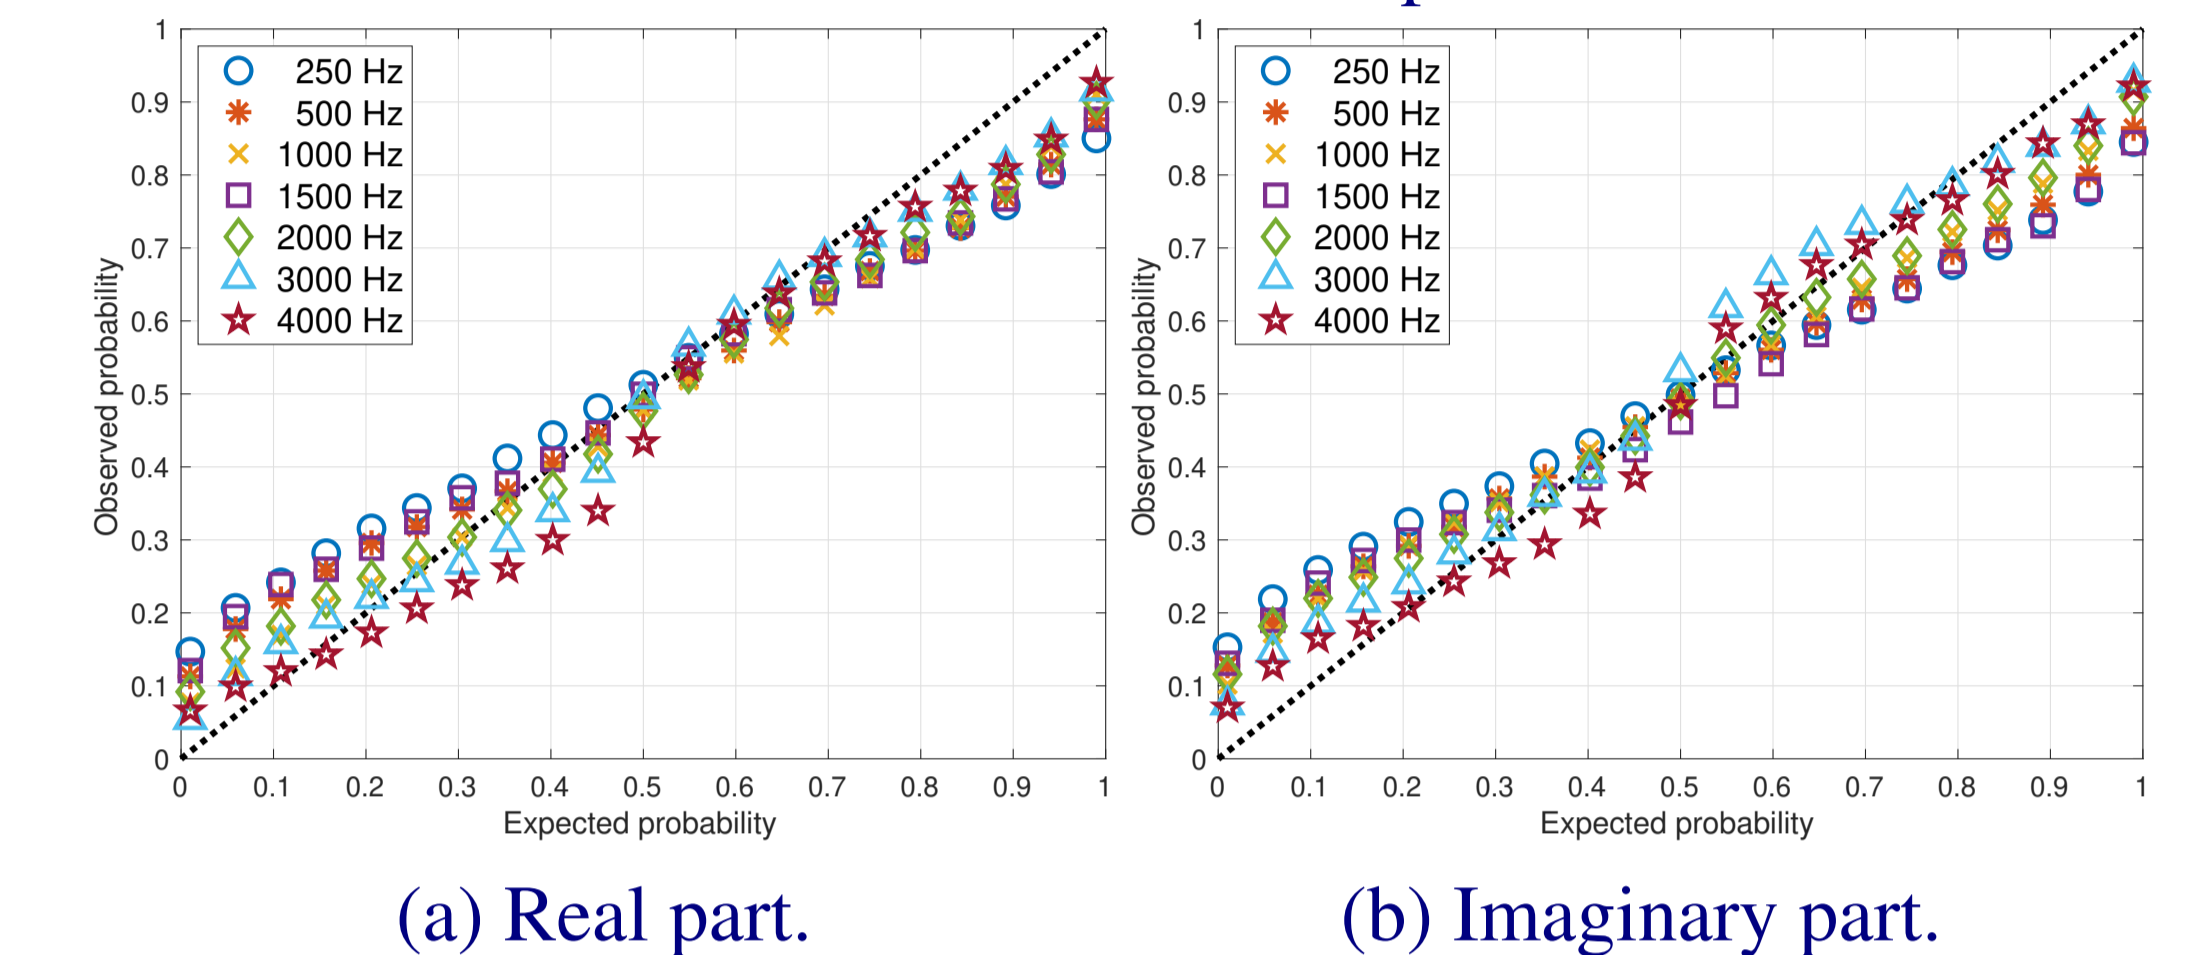 1
0.9
0.8
0.7
0.6
0.5
0.4
0.3
0.2
0.1
0
Observed probability
250 Hz
500 Hz
1000 Hz
1500 Hz
2000 Hz
3000 Hz
4000 Hz
0 0.1 0.2 0.3 0.4 0.5 0.6 0.7 0.8 0.9 1
Expected probability
(a) Real part.
1
0.9
0.8
0.7
0.6
0.5
0.4
0.3
0.2
0.1
0
Observed probability
250 Hz
500 Hz
1000 Hz
1500 Hz
2000 Hz
3000 Hz
4000 Hz
0 0.1 0.2 0.3 0.4 0.5 0.6 0.7 0.8 0.9 1
Expected probability
(b) Imaginary part.